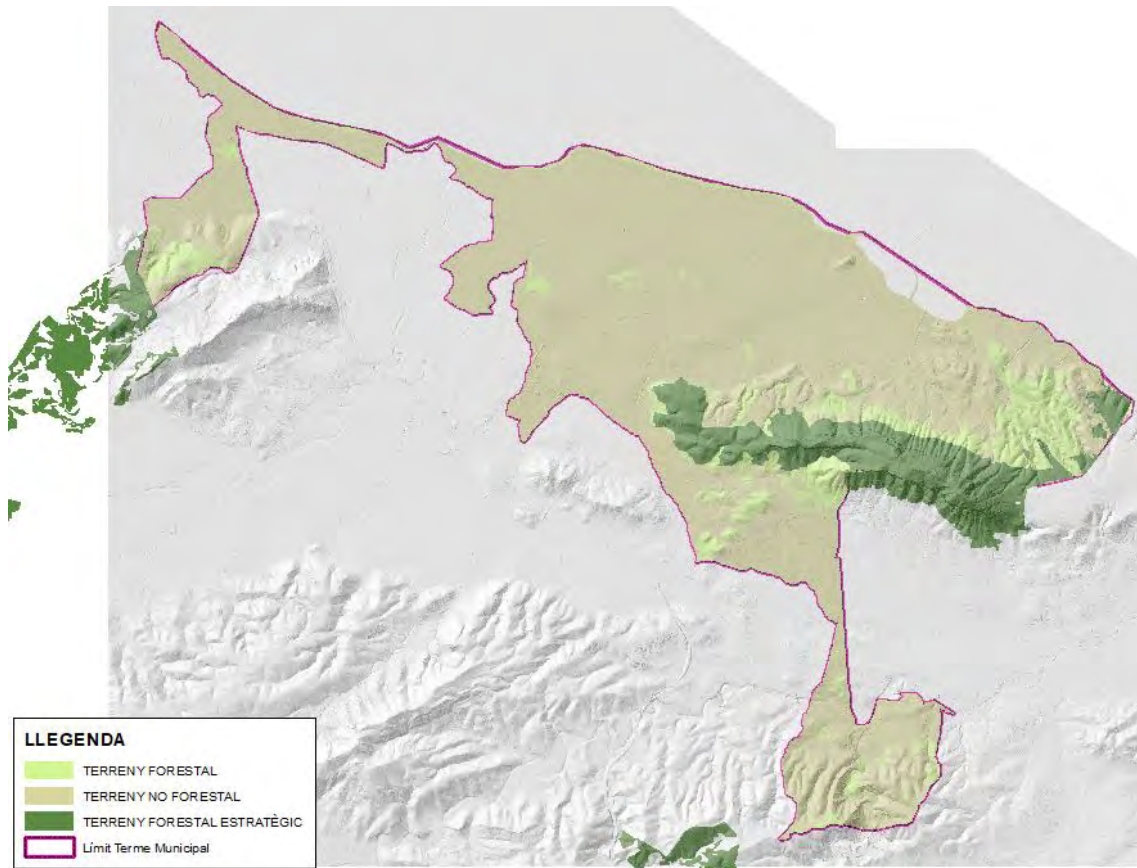 LLEGENDA
TERRENY FORESTAL
TERRENY NO FORESTAL
TERRENY FORESTAL ESTRATÈGIC
Límit Terme Municipal